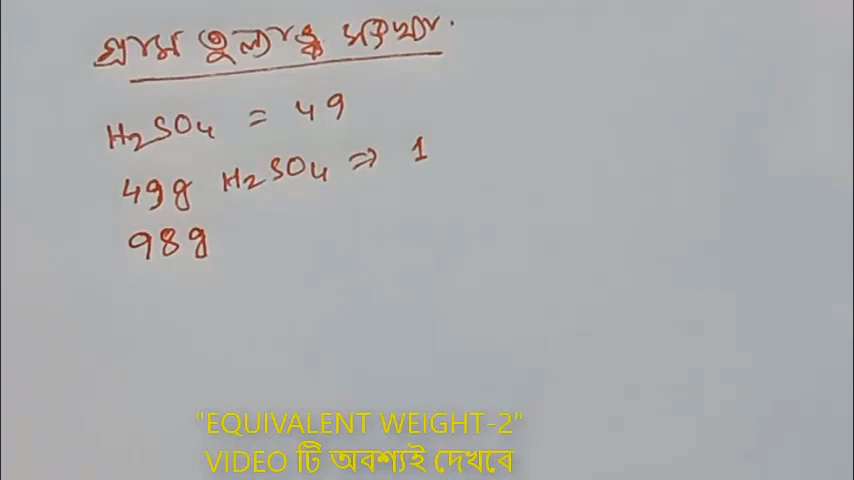 গ্রাম তুল্যাঙ্ক সংখ্যা.
H2SO4 = 49
49g H2SO4 ⇒ 1
98g
"EQUIVALENT WEIGHT-2"
VIDEO টি অবশ্যই দেখবে